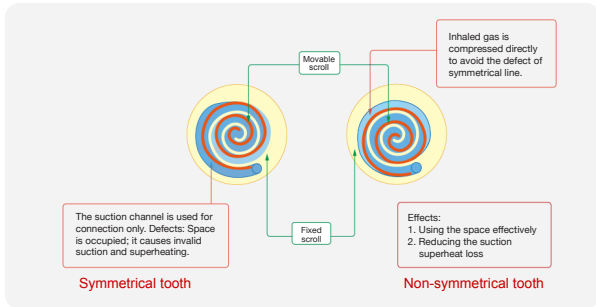 Movable
scroll
Inhaled gas is
compressed directly
to avoid the defect of
symmetrical line.
The suction channel is used for
connection only. Defects: Space
is occupied; it causes invalid
suction and superheating.
Fixed
scroll
Effects:
1. Using the space effectively
2. Reducing the suction
superheat loss
Symmetrical tooth
Non-symmetrical tooth